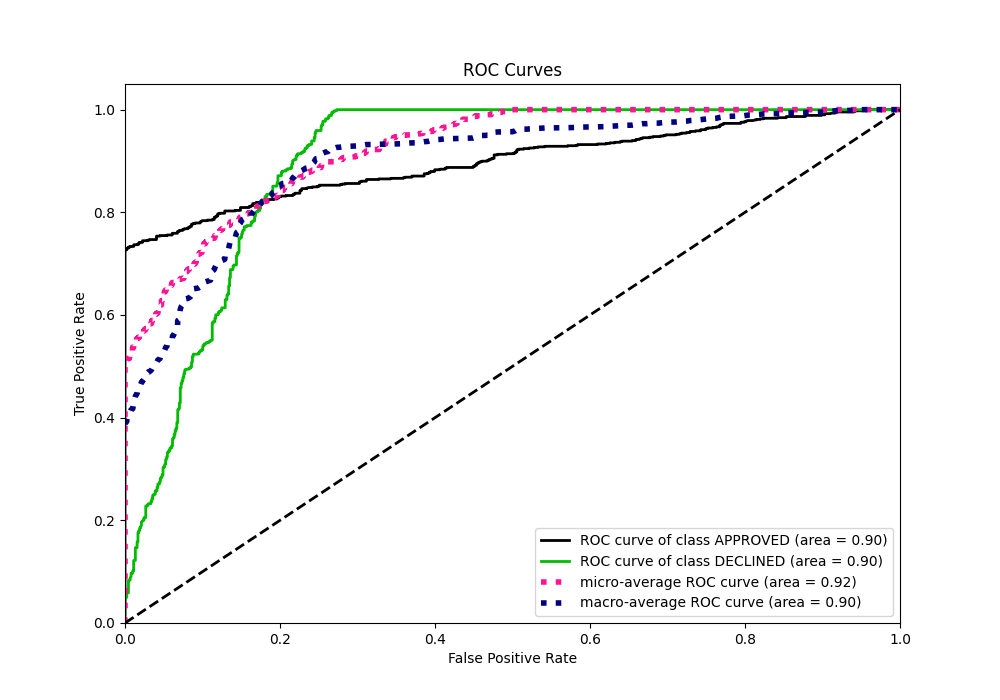 ROC Curves
True Positive Rate
1.0
0.8
0.6
0.4
0.2
0.0
ROC curve of class APPROVED (area = 0.90)
ROC curve of class DECLINED (area = 0.90)
micro-average ROC curve (area = 0.92)
macro-average ROC curve (area = 0.90)
0.0 0.2 0.4 0.6 0.8 1.0
False Positive Rate